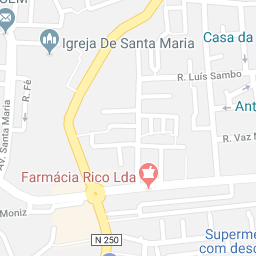 Igreja De Santa Maria
Casa da
R. Luís Sambo
R. Fé
Av. Santa Maria
Ant
R. Vaz M
Farmácia Rico Lda
Moniz
N 250
Superme
com desc